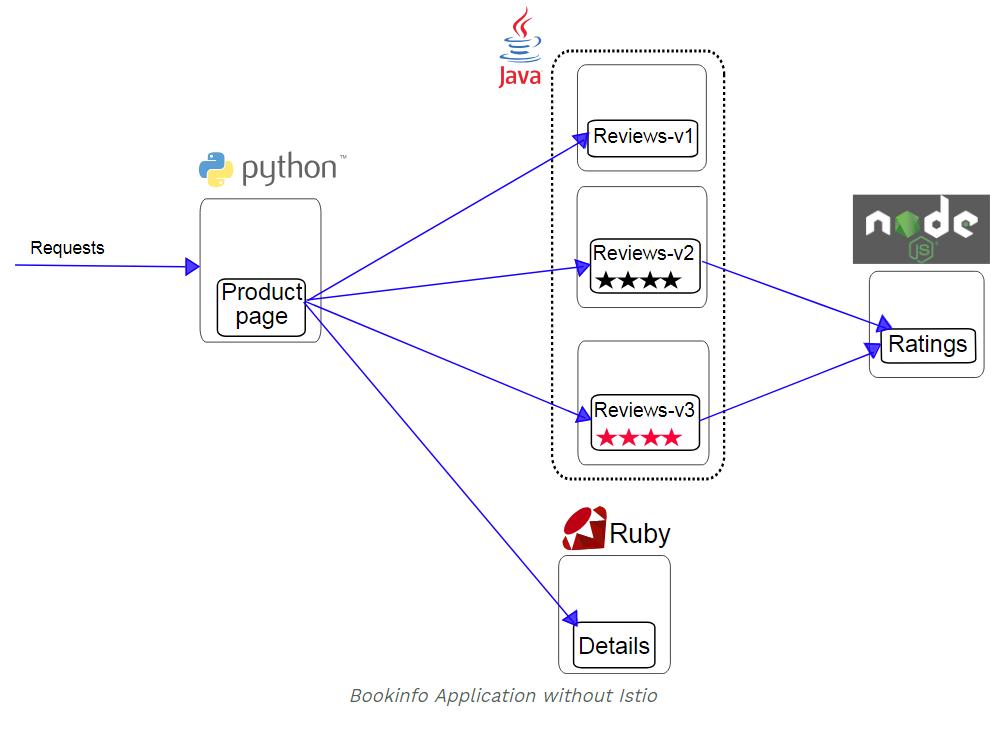 Java
Reviews-v1
python™
Requests
Product
page
Reviews-v2
node
JS
Ratings
Reviews-v3
Ruby
Details
Bookinfo Application without Istio